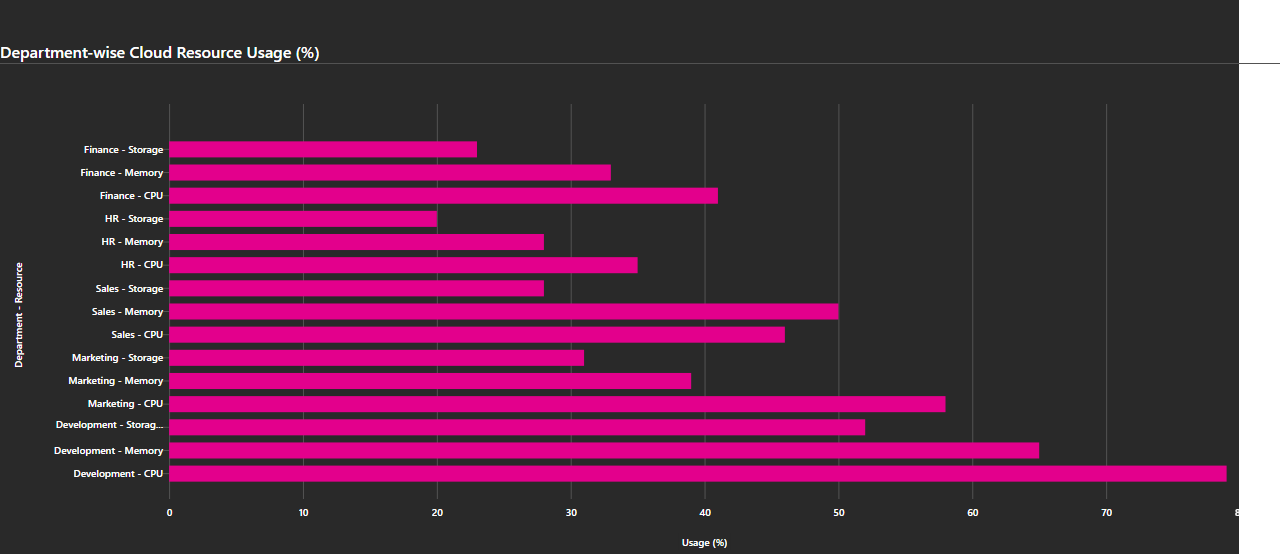 Department-wise Cloud Resource Usage (%)
Finance - Storage
Finance - Memory
Finance - CPU
HR - Storage
HR - Memory
HR - CPU
Sales - Storage
Sales - Memory
Sales - CPU
Marketing - Storage
Marketing - Memory
Marketing - CPU
Development - Storag...
Development - Memory
Development - CPU
Department - Resource
0 10 20 30 40 50 60 70
Usage (%)